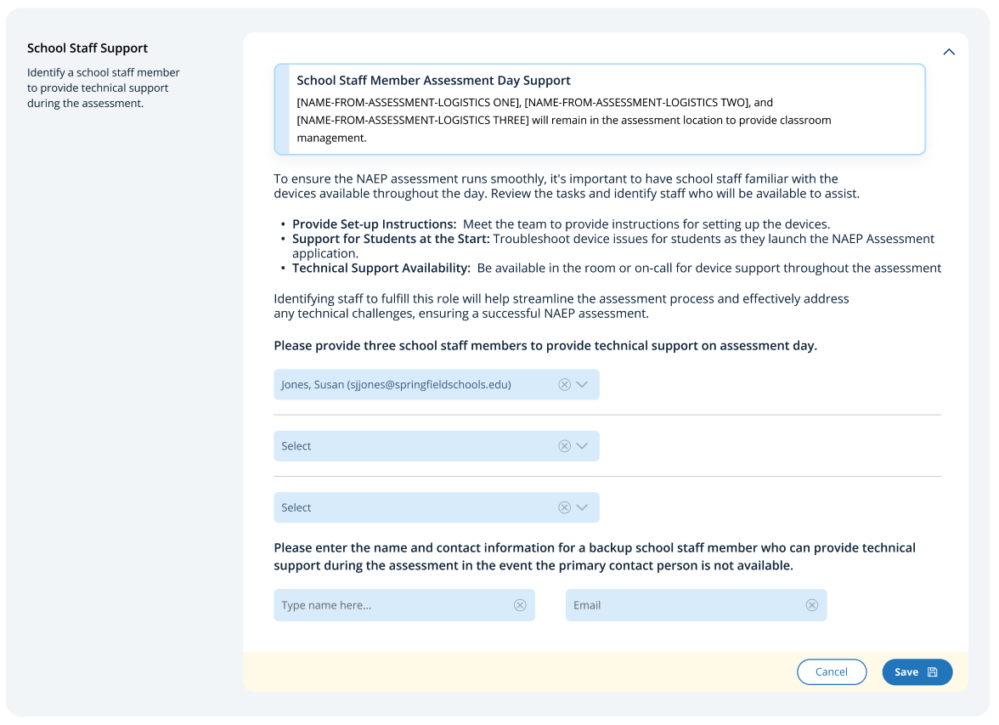 School Staff Support
Identify a school staff member
to provide technical support
during the assessment.
School Staff Member Assessment Day Support
[NAME-FROM-ASSESSMENT-LOGISTICS ONE], [NAME-FROM-ASSESSMENT-LOGISTICS TWO], and
[NAME-FROM-ASSESSMENT-LOGISTICS THREE] will remain in the assessment location to provide classroom
management.
To ensure the NAEP assessment runs smoothly, it's important to have school staff familiar with the
devices available throughout the day. Review the tasks and identify staff who will be available to assist.
• Provide Set-up Instructions: Meet the team to provide instructions for setting up the devices.
• Support for Students at the Start: Troubleshoot device issues for students as they launch the NAEP Assessment
application.
• Technical Support Availability: Be available in the room or on-call for device support throughout the assessment
Identifying staff to fulfill this role will help streamline the assessment process and effectively address
any technical challenges, ensuring a successful NAEP assessment.
Please provide three school staff members to provide technical support on assessment day.
Jones, Susan (sjjones@springfieldschools.edu)
Select
Select
Please enter the name and contact information for a backup school staff member who can provide technical
support during the assessment in the event the primary contact person is not available.
Type name here...
Email
Cancel
Save